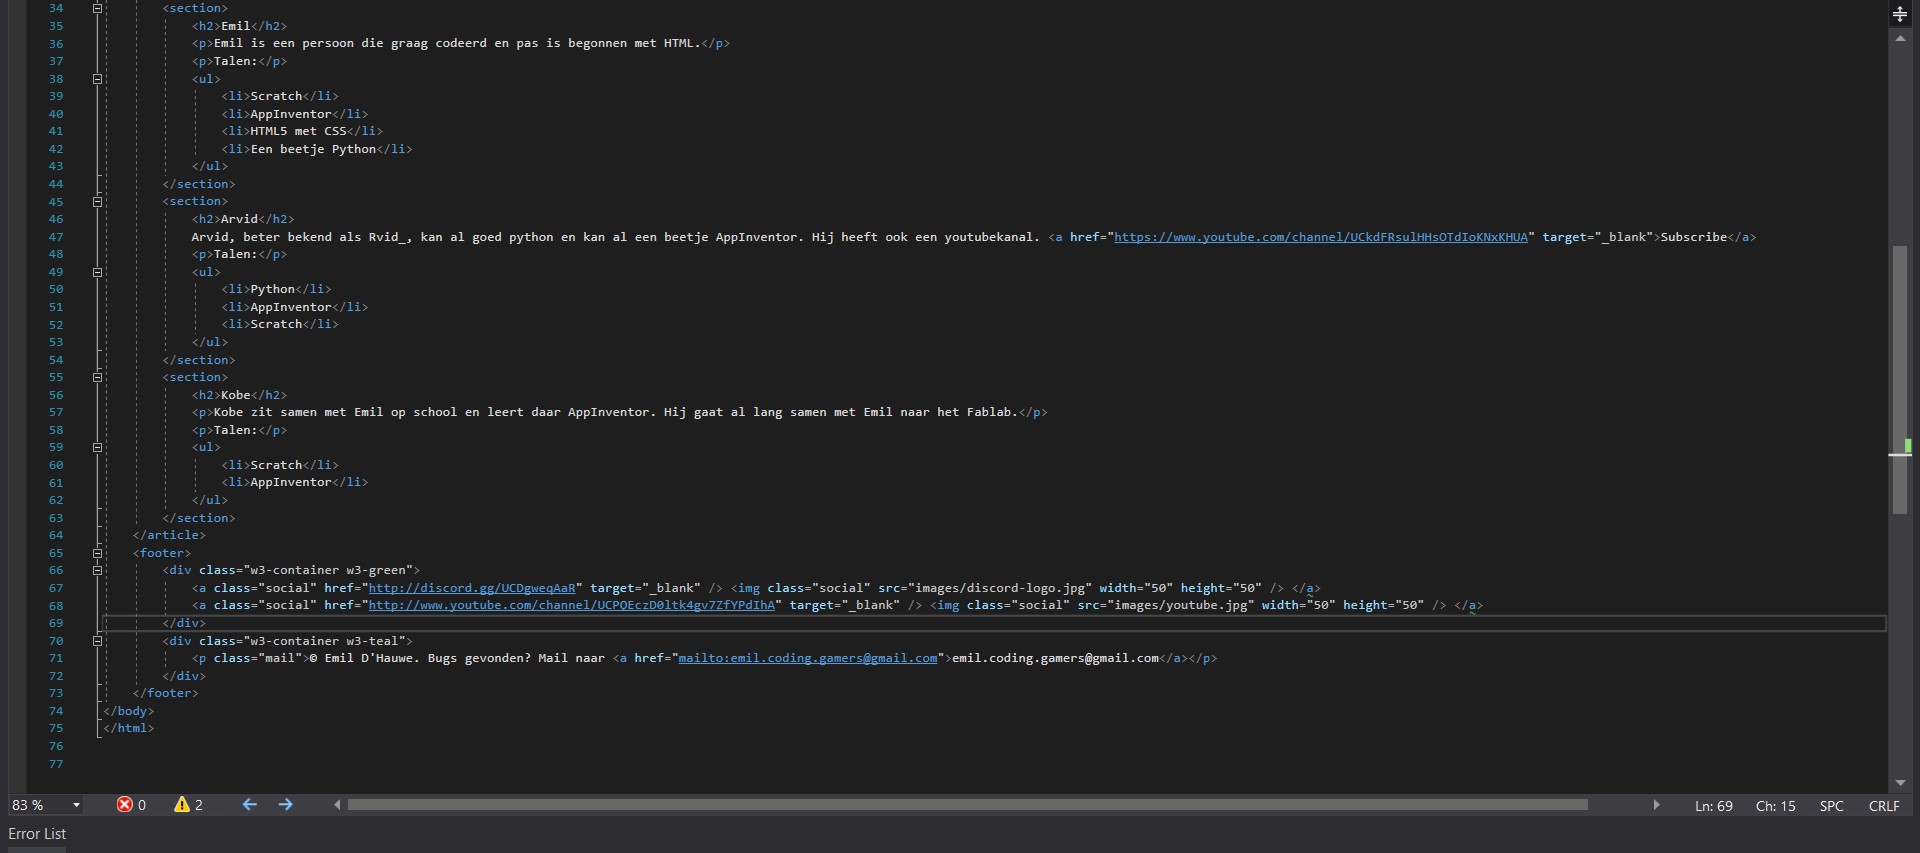 34 <section>
35 <h2>Emil</h2>
36 <p>Emil is een persoon die graag codeerd en pas is begonnen met HTML.</p>
37 <p>Talen:</p>
38 <ul>
39 <li>Scratch</li>
40 <li>AppInventor</li>
41 <li>HTML5 met CSS</li>
42 <li>Een beetje Python</li>
43 </ul>
44 </section>
45 <section>
46 <h2>Arvid</h2>
47 Arvid, beter bekend als Rvid_, kan al goed python en kan al een beetje AppInventor. Hij heeft ook een youtubekanal. <a href="https://www.youtube.com/channel/UCkdFRsulHHsOTdIoKNxKHUA" target="_blank">Subscribe</a>
48 <p>Talen:</p>
49 <ul>
50 <li>Python</li>
51 <li>AppInventor</li>
52 <li>Scratch</li>
53 </ul>
54 </section>
55 <section>
56 <h2>Kobe</h2>
57 <p>Kobe zit samen met Emil op school en leert daar AppInventor. Hij gaat al lang samen met Emil naar het Fablab.</p>
58 <p>Talen:</p>
59 <ul>
60 <li>Scratch</li>
61 <li>AppInventor</li>
62 </ul>
63 </section>
64 </article>
65 <footer>
66 <div class="w3-container w3-green">
67 <a class="social" href="http://discord.gg/UCDgweqAaR" target="_blank" /> <img class="social" src="images/discord-logo.jpg" width="50" height="50" /> </a>
68 <a class="social" href="http://www.youtube.com/channel/UCPQEczD0ltk4gv7ZfYPdIhA" target="_blank" /> <img class="social" src="images/youtube.jpg" width="50" height="50" /> </a>
69 </div>
70 <div class="w3-container w3-teal">
71 <p class="mail">© Emil D'Hauwe. Bugs gevonden? Mail naar <a href="mailto:emil.coding.gamers@gmail.com">emil.coding.gamers@gmail.com</a></p>
72 </div>
73 </footer>
74 </body>
75 </html>
76
77
83 % 0 2 Ln: 69 Ch: 15 SPC CRLF
Error List